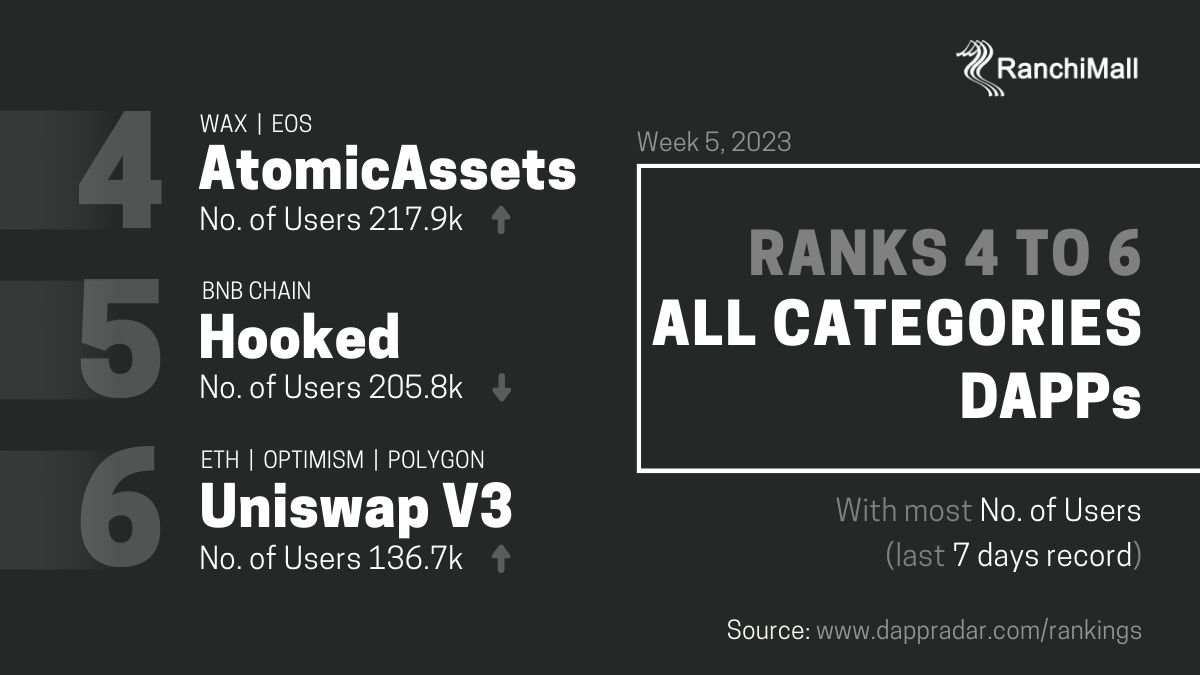 RanchiMall
4
WAX | EOS
AtomicAssets
No. of Users 217.9k
5
BNB CHAIN
Hooked
No. of Users 205.8k
6
ETH | OPTIMISM | POLYGON
Uniswap V3
No. of Users 136.7k
Week 5, 2023
RANKS 4 TO 6
ALL CATEGORIES
DAPPs
With most No. of Users
(last 7 days record)
Source: www.dappradar.com/rankings